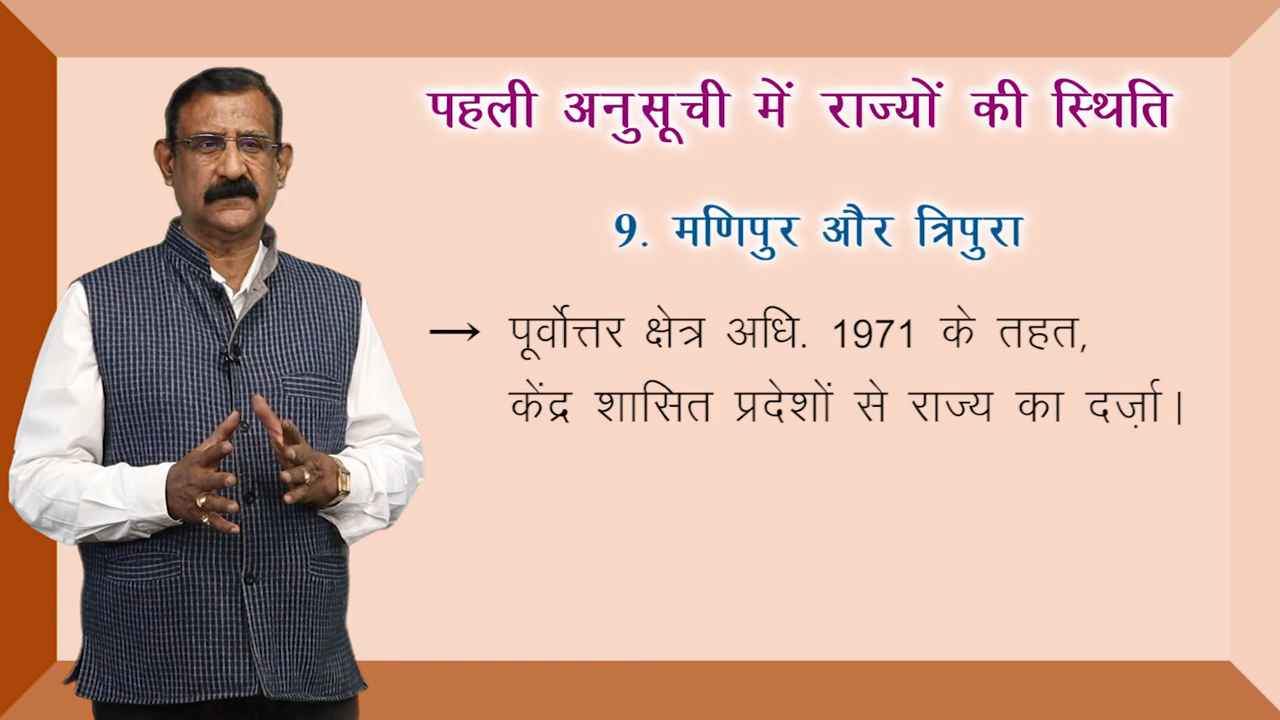 पहली अनुसूची में राज्यों की स्थिति
9. मणिपुर और त्रिपुरा
→ पूर्वोत्तर क्षेत्र अधि. 1971 के तहत,
केंद्र शासित प्रदेशों से राज्य का दर्ज़ा।